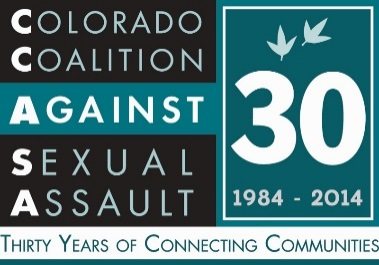 COLORADO
COALITION
AGAINST
SEXUAL
ASSAULT
30
1984 - 2014
THIRTY YEARS OF CONNECTING COMMUNITIES